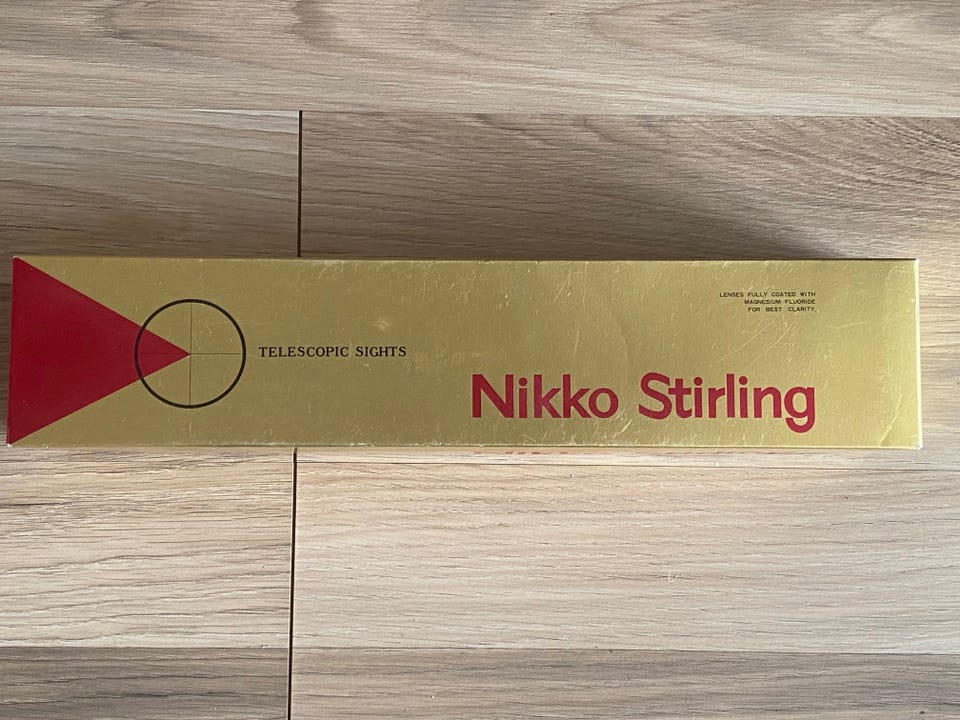 TELESCOPIC SIGHTS
LENSES FULLY COATED WITH
MAGNESIUM FLUORIDE
FOR BEST CLARITY.
Nikko Stirling